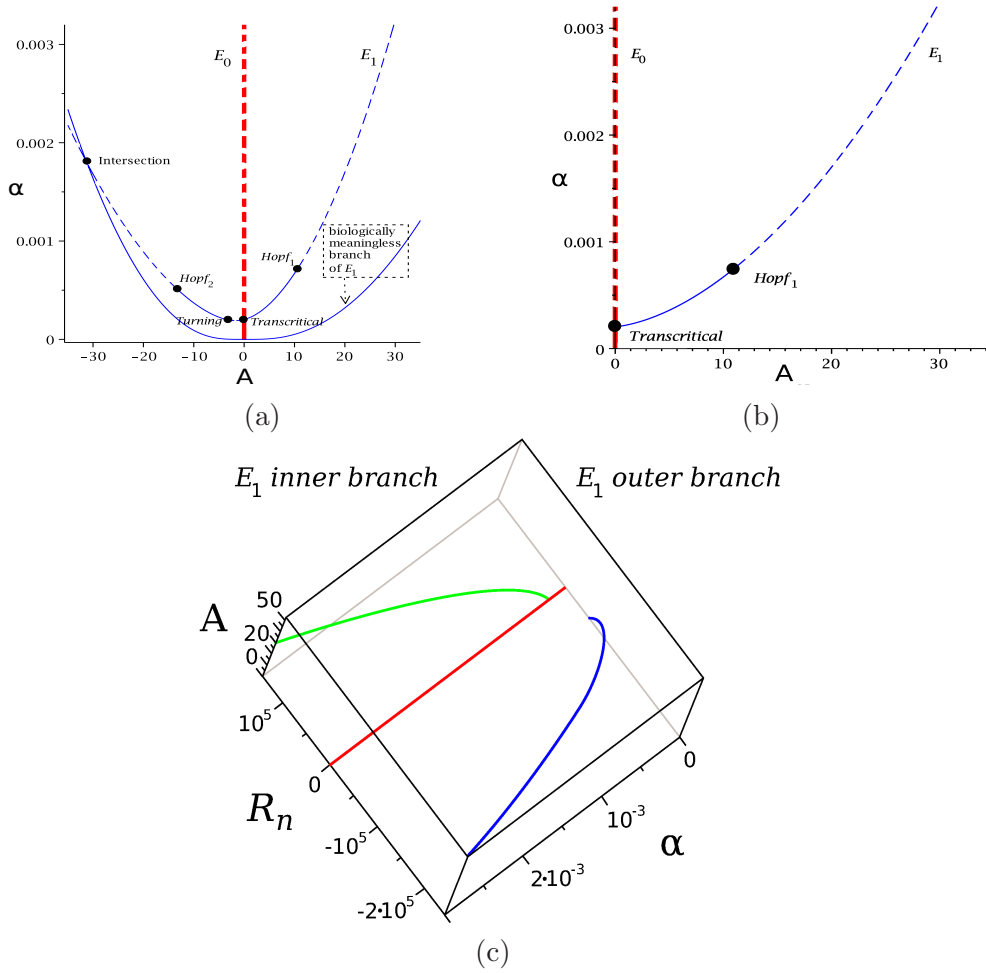 0.003
0.002
0.001
0
α
−30
−20
−10
0
10
20
30
A
E0
E1
Intersection
Hopf1
Hopf2
Turning
Transcritical
biologically
meaningless
branch
of E1
(a)
0.003
0.002
0.001
0
α
0
10
20
30
A
E0
E1
Hopf1
Transcritical
(b)
E1 inner branch
E1 outer branch
A
50
20
0
10^5
0
-10^5
-2·10^5
Rn
0
10^-3
2·10^-3
α
(c)